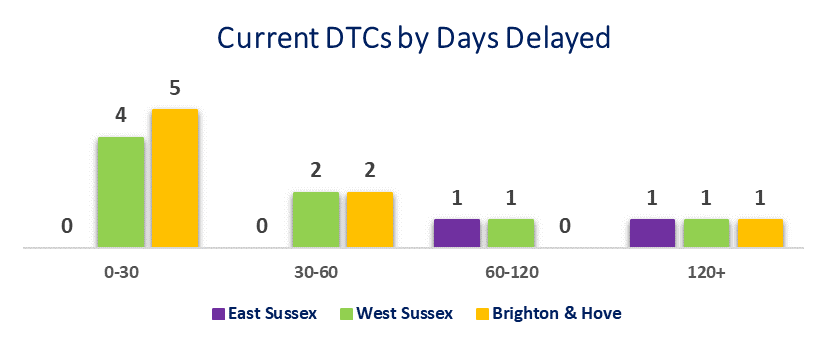 Current DTCs by Days Delayed
0 4 5 0 2 2 1 1 0 1 1 1
0-30 30-60 60-120 120+
East Sussex West Sussex Brighton & Hove